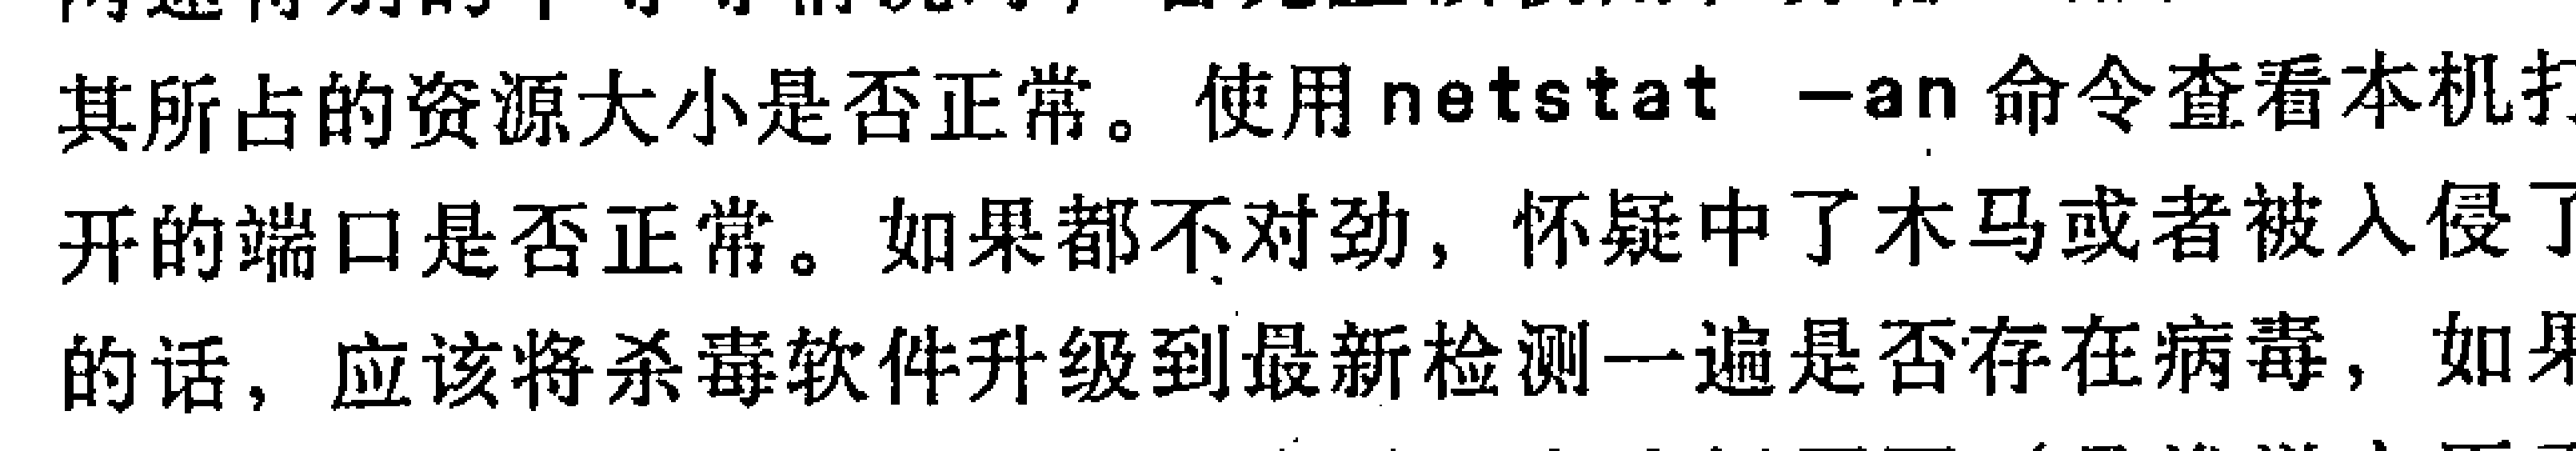 其所占的资源大小是否正常。使用netstat -an命令查看本机打
开的端口是否正常。如果都不对劲，怀疑中了木马或者被入侵了
的话，应该将杀毒软件升级到最新检测一遍是否存在病毒，如果